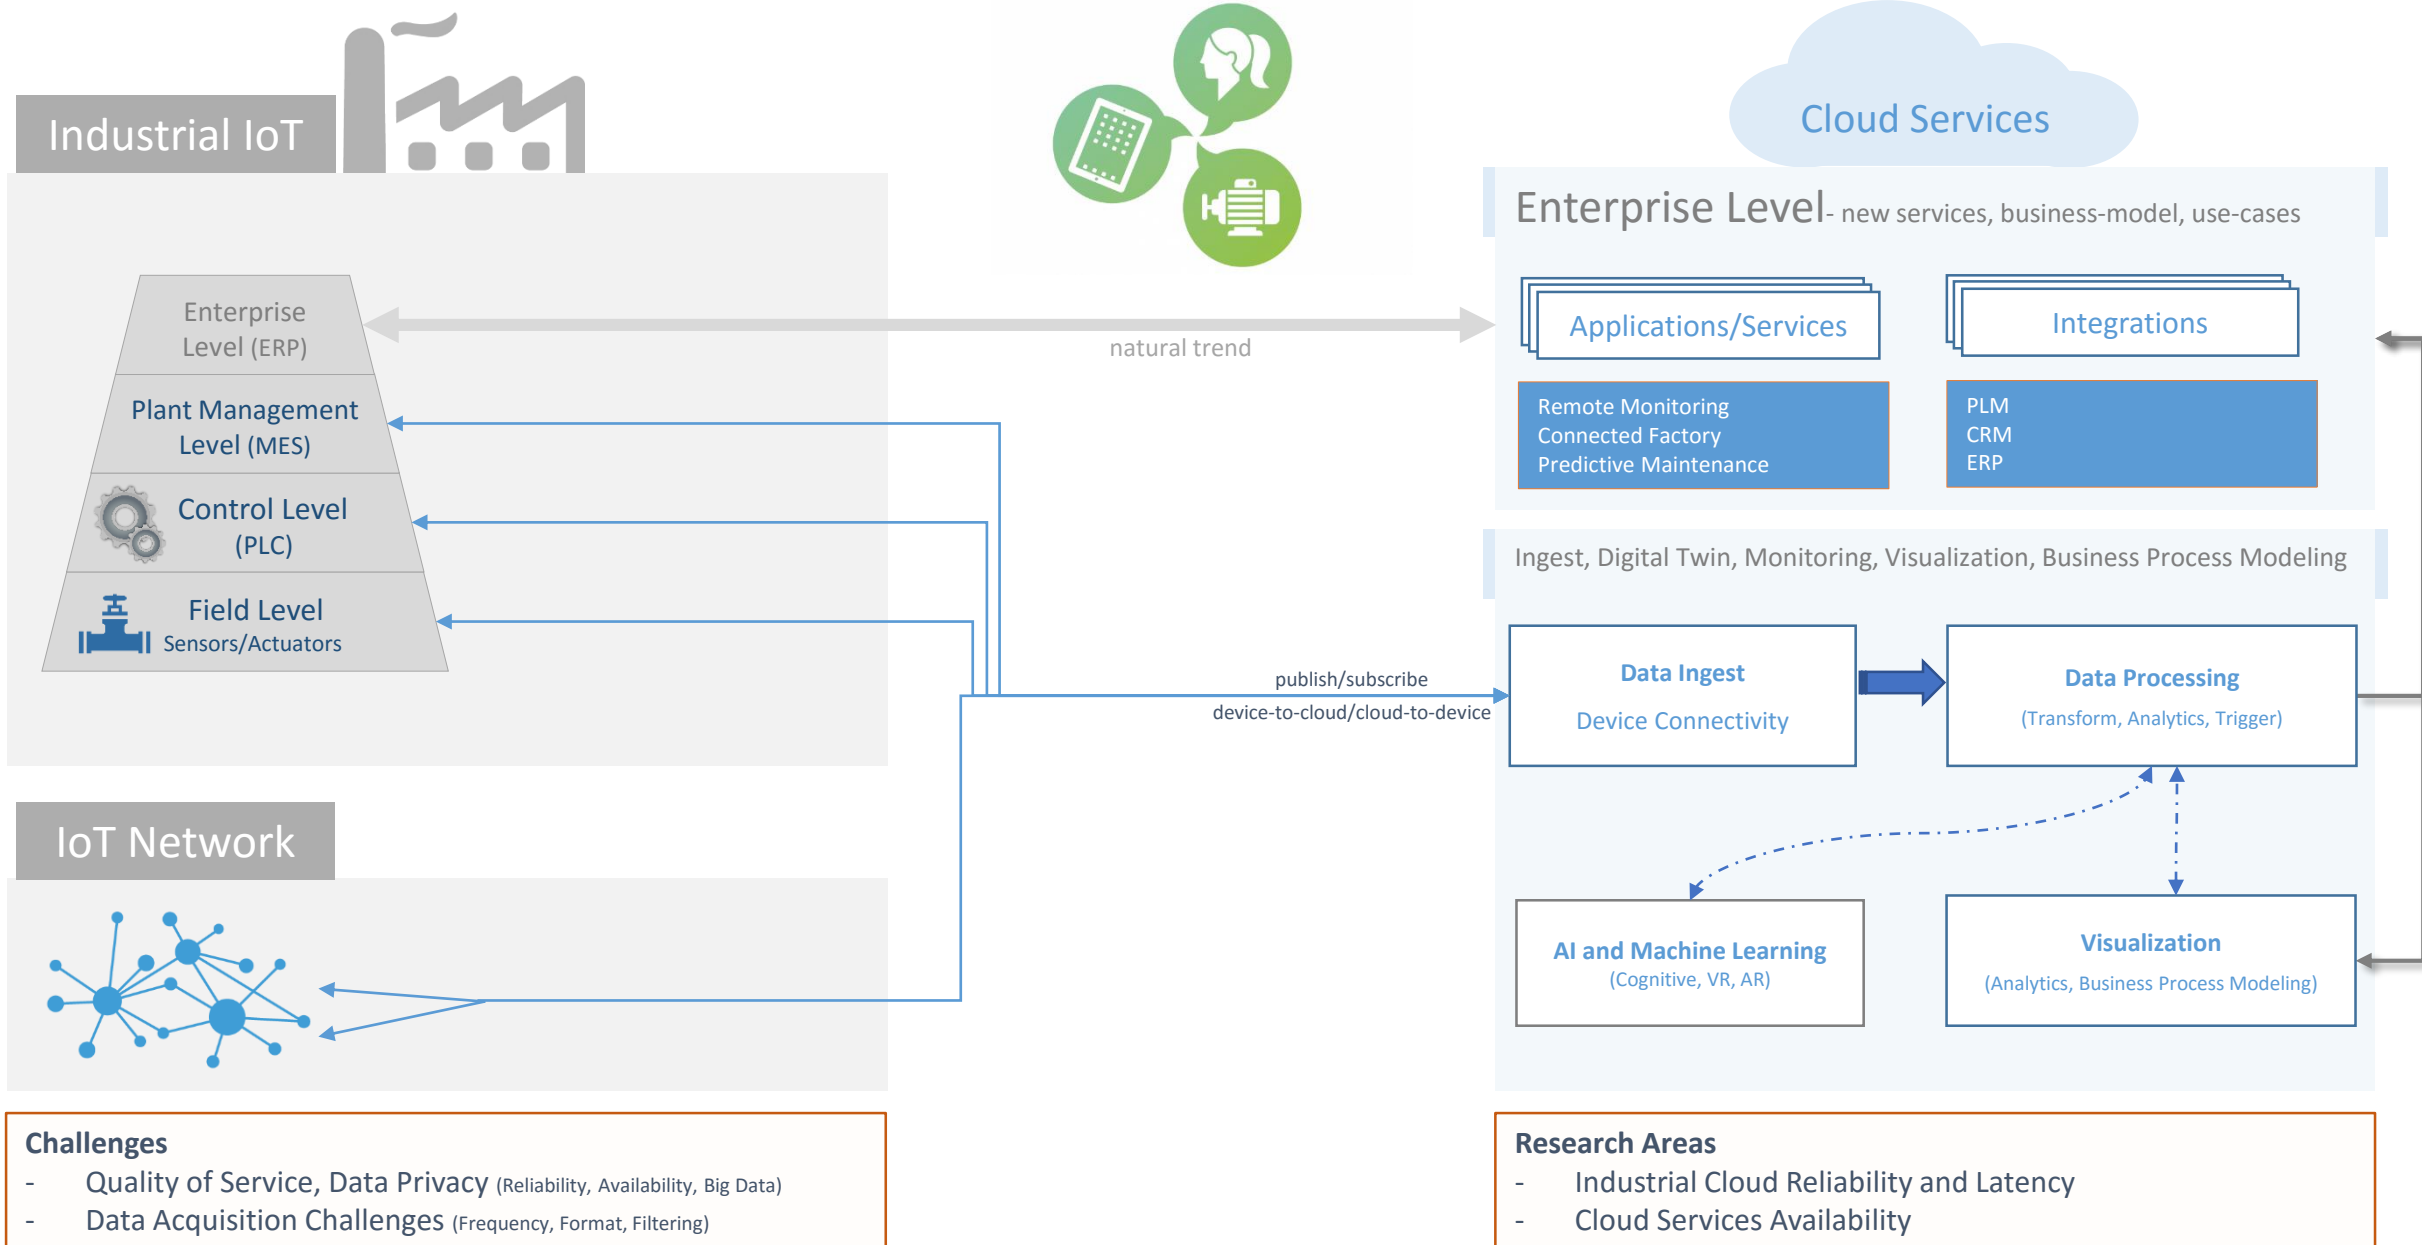 Industrial IoT
Enterprise
Level (ERP)
Plant Management
Level (MES)
Control Level
(PLC)
Field Level
Sensors/Actuators
natural trend
publish/subscribe
device-to-cloud/cloud-to-device
IoT Network
Cloud Services
Enterprise Level- new services, business-model, use-cases
Applications/Services
Integrations
Remote Monitoring
Connected Factory
Predictive Maintenance
PLM
CRM
ERP
Ingest, Digital Twin, Monitoring, Visualization, Business Process Modeling
Data Ingest
Device Connectivity
Data Processing
(Transform, Analytics, Trigger)
AI and Machine Learning
(Cognitive, VR, AR)
Visualization
(Analytics, Business Process Modeling)
Challenges
- Quality of Service, Data Privacy (Reliability, Availability, Big Data)
- Data Acquisition Challenges (Frequency, Format, Filtering)
Research Areas
- Industrial Cloud Reliability and Latency
- Cloud Services Availability